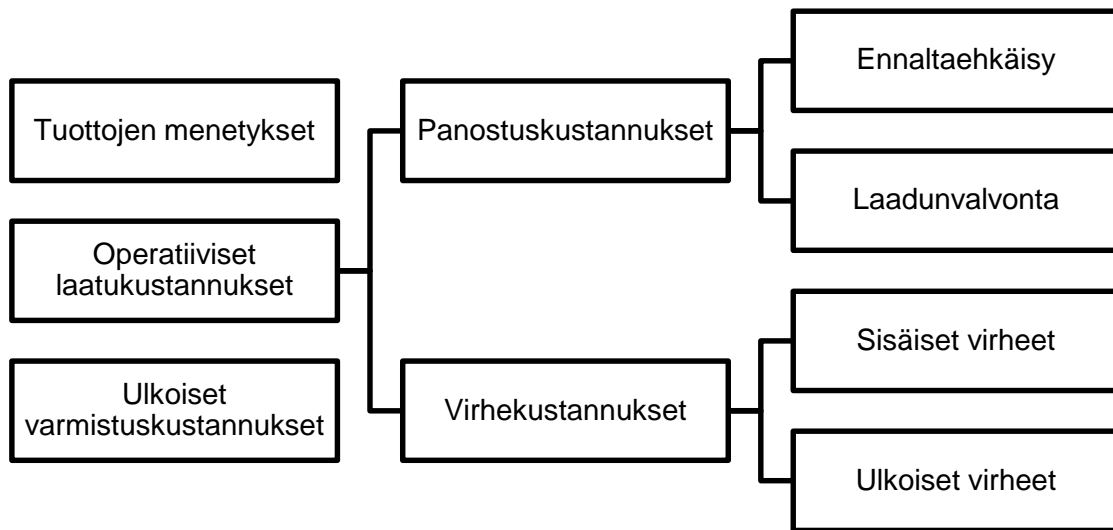 Tuottojen menetykset
Operatiiviset
laatukustannukset
Ulkoiset
varmistuskustannukset
Panostuskustannukset
Virhekustannukset
Ennaltaehkäisy
Laadunvalvonta
Sisäiset virheet
Ulkoiset virheet